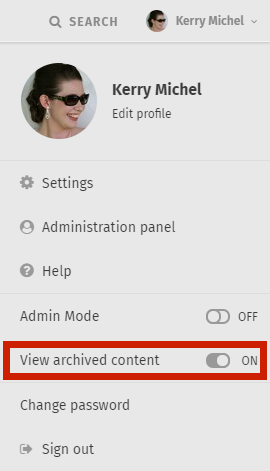 SEARCH Kerry Michel
Kerry Michel
Edit profile
Settings
Administration panel
Help
Admin Mode OFF
View archived content ON
Change password
Sign out